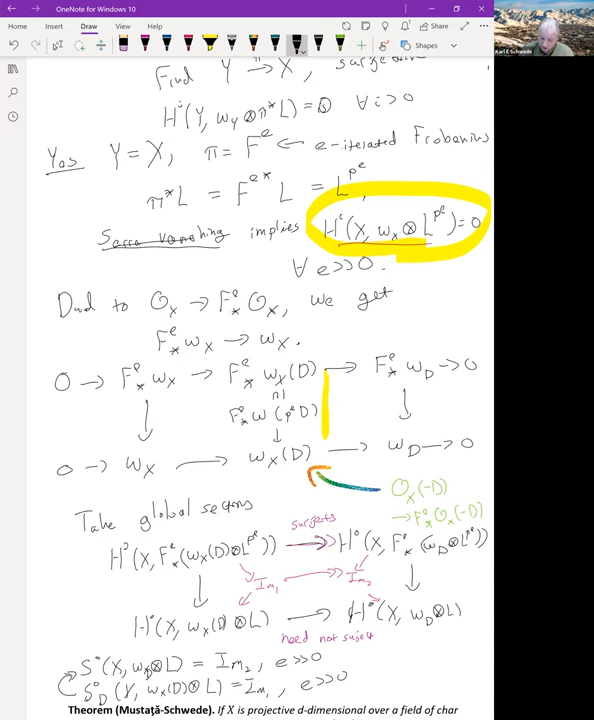 OneNote for Windows 10
Home Insert Draw View Help
Share
Shapes
Karl E Schwede
Find Y → X, surjective
H^i(Y, ω_Y ⊗ π^* L) = 0 ∀ i > 0
Yes Y = X, π = F^e ← e-iterated Frobenius
π^* L = F^{e*} L = L^{p^e},
Serre vanishing implies H^i(X, ω_X ⊗ L^{p^e}) = 0
∀ e >> 0.
Dual to O_X → F^e_* O_X, we get
F^e_* ω_X → ω_X.
0 → F^e_* ω_X → F^e_* ω_X(D) → F^e_* ω_D → 0
∩|
↓ F^e_* ω(p^e D) ↓
↓
0 → ω_X → ω_X(D) → ω_D → 0
O_X(-D)
→ F^e_* O_X(-D)
Take global sections
surjects
H^0(X, F^e_*(ω_X(D) ⊗ L^{p^e})) →> H^0(X, F^e_*(ω_D ⊗ L^{p^e}))
Im_1 →> Im_2
H^0(X, ω_X(D) ⊗ L) → H^0(X, ω_D ⊗ L)
need not surject
S^0(X, ω_D ⊗ L) = Im_2, e >> 0
S^0_D(X, ω_X(D) ⊗ L) = Im_1, e >> 0
Theorem (Mustaţă-Schwede). If X is projective d-dimensional over a field of char